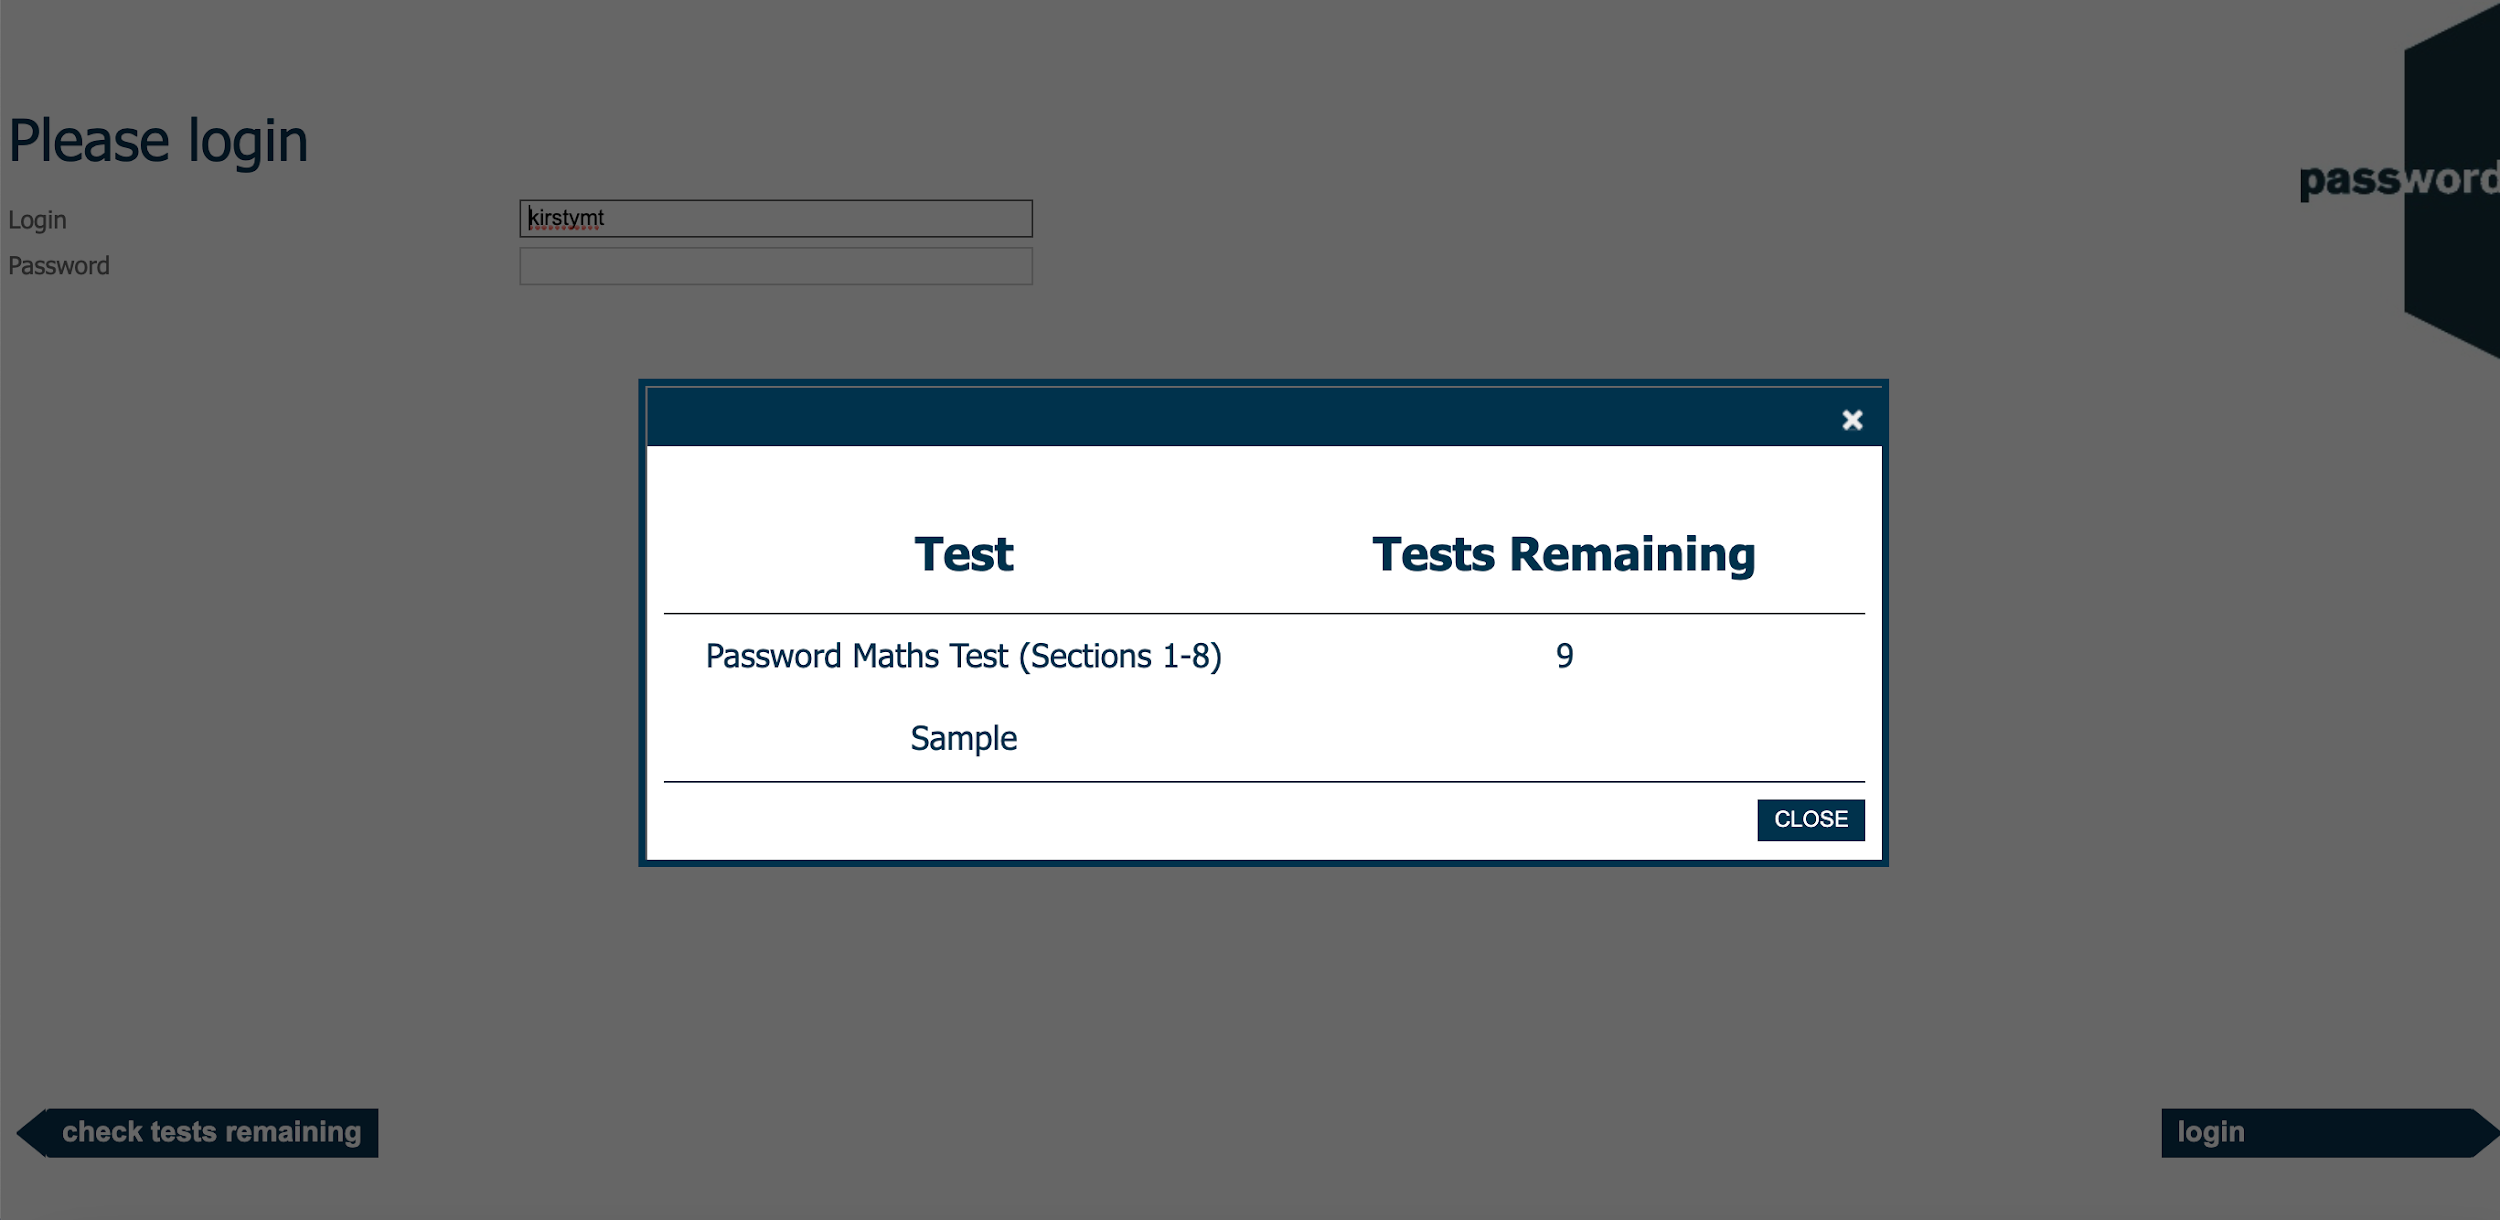 Please login
password
Login kirstymt
Password
Test Tests Remaining
Password Maths Test (Sections 1-8) 9
Sample
CLOSE
check tests remaining
login